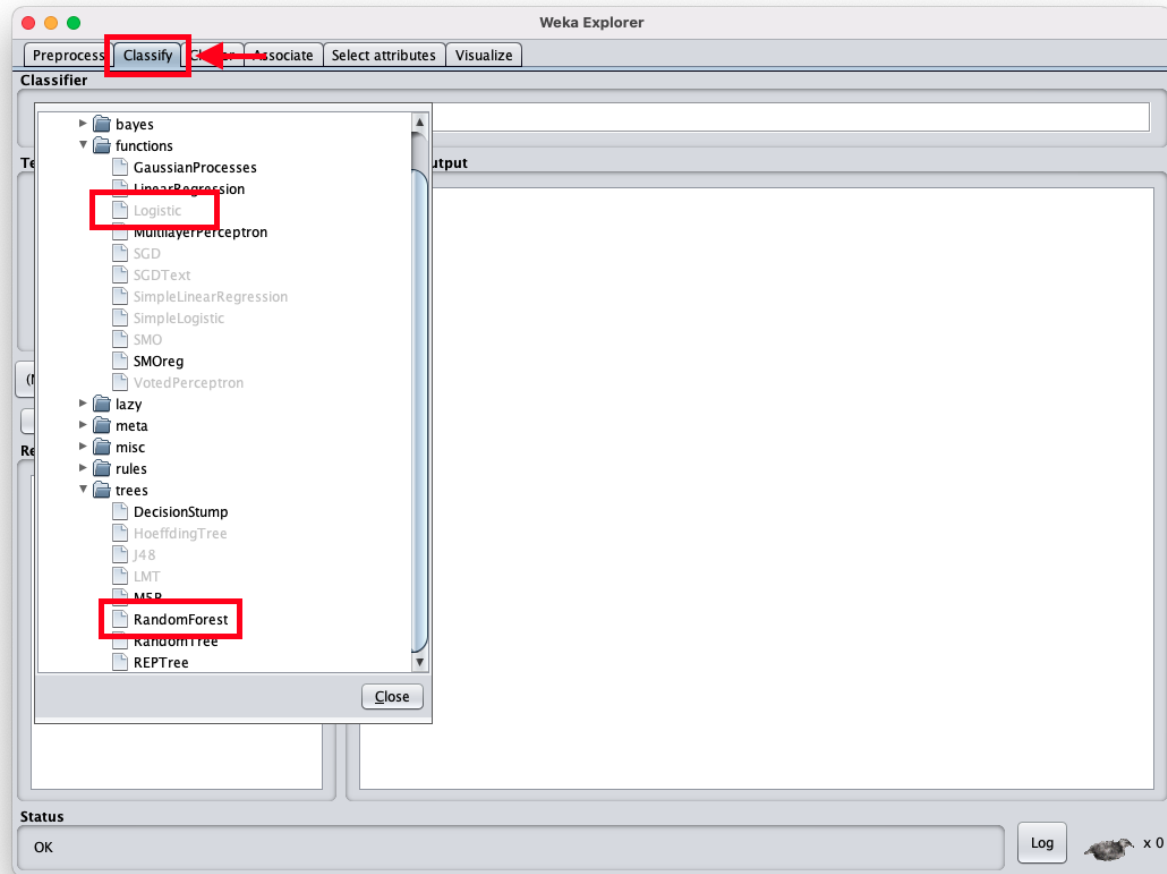 Weka Explorer
Preprocess Classify Associate Select attributes Visualize
Classifier
bayes
functions
GaussianProcesses
LinearRegression
Logistic
MultilayerPerceptron
SGD
SGDText
SimpleLinearRegression
SimpleLogistic
SMO
SMOreg
VotedPerceptron
lazy
meta
misc
rules
trees
DecisionStump
HoeffdingTree
J48
LMT
M5P
RandomForest
RandomTree
REPTree
Close
Status
OK
Log x 0